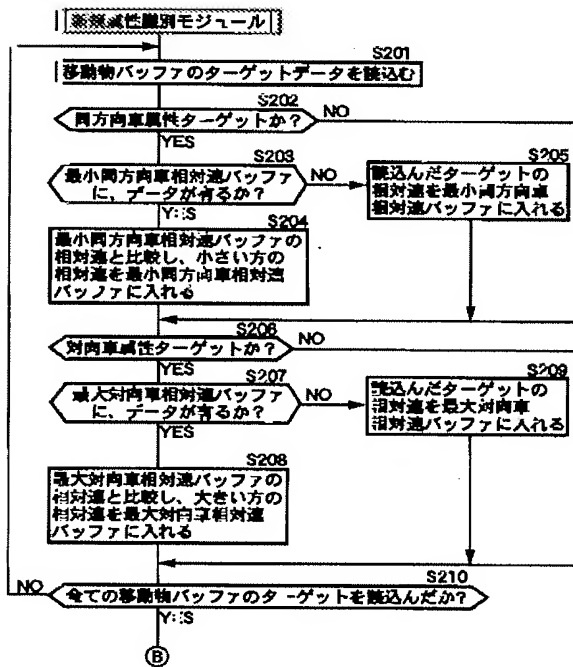 属性識別モジュール
S201
移動物バッファのターゲットデータを読込む
S202
同方向車属性ターゲットか？
NO
YES
S203
最小同方向車相対速バッファ
に、データが有るか？
NO
YES
S205
読込んだターゲットの
相対速を最小同方向車
相対速バッファに入れる
S204
最小同方向車相対速バッファの
相対速と比較し、小さい方の
相対速を最小同方向車相対速
バッファに入れる
S206
対向車属性ターゲットか？
NO
YES
S207
最大対向車相対速バッファ
に、データが有るか？
NO
YES
S209
読込んだターゲットの
相対速を最大対向車
相対速バッファに入れる
S208
最大対向車相対速バッファの
相対速と比較し、大きい方の
相対速を最大対向車相対速
バッファに入れる
S210
全ての移動物バッファのターゲットを読込んだか？
NO
YES
B